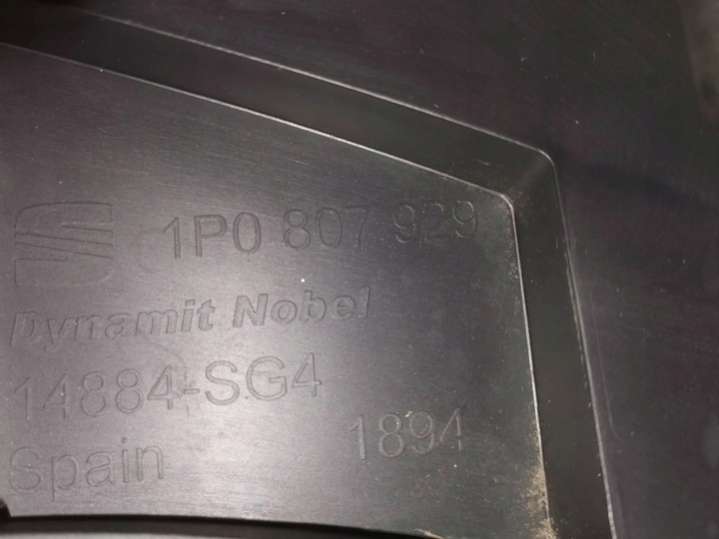 1P0 807 929
Dynamit Nobel
14884-SG4
1894
Spain